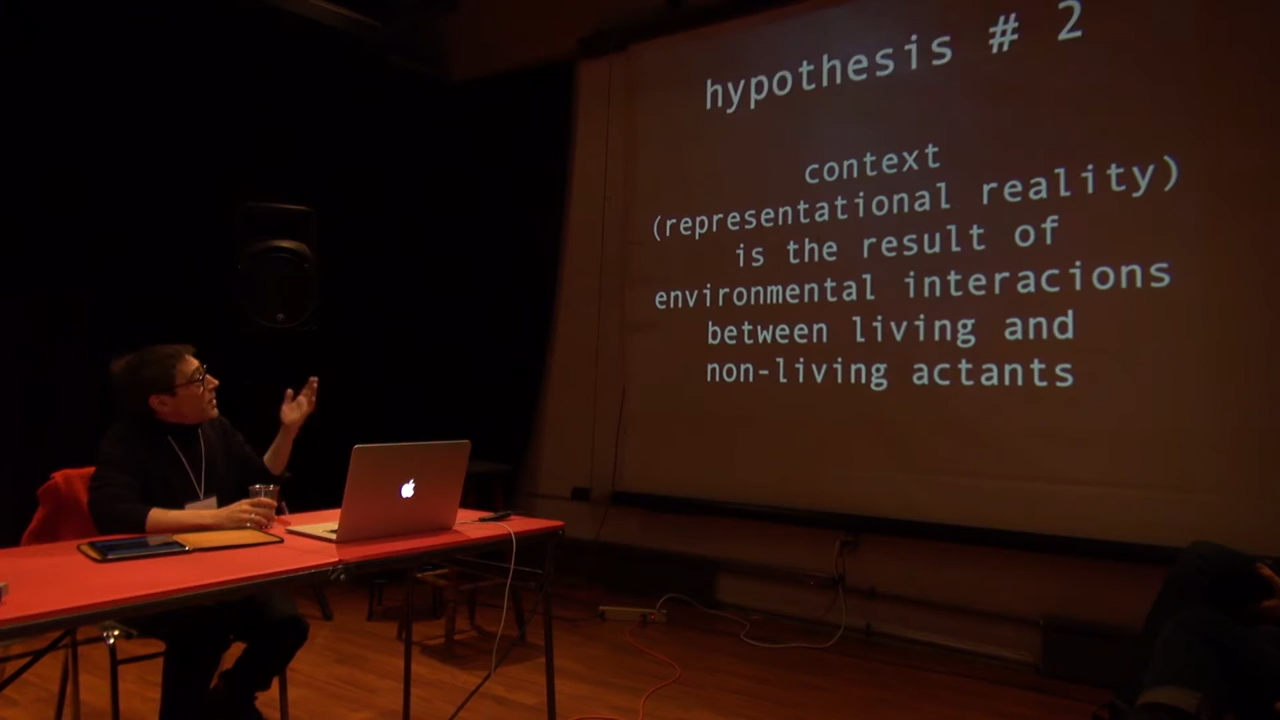 hypothesis # 2
context
(representational reality)
is the result of
environmental interacions
between living and
non-living actants